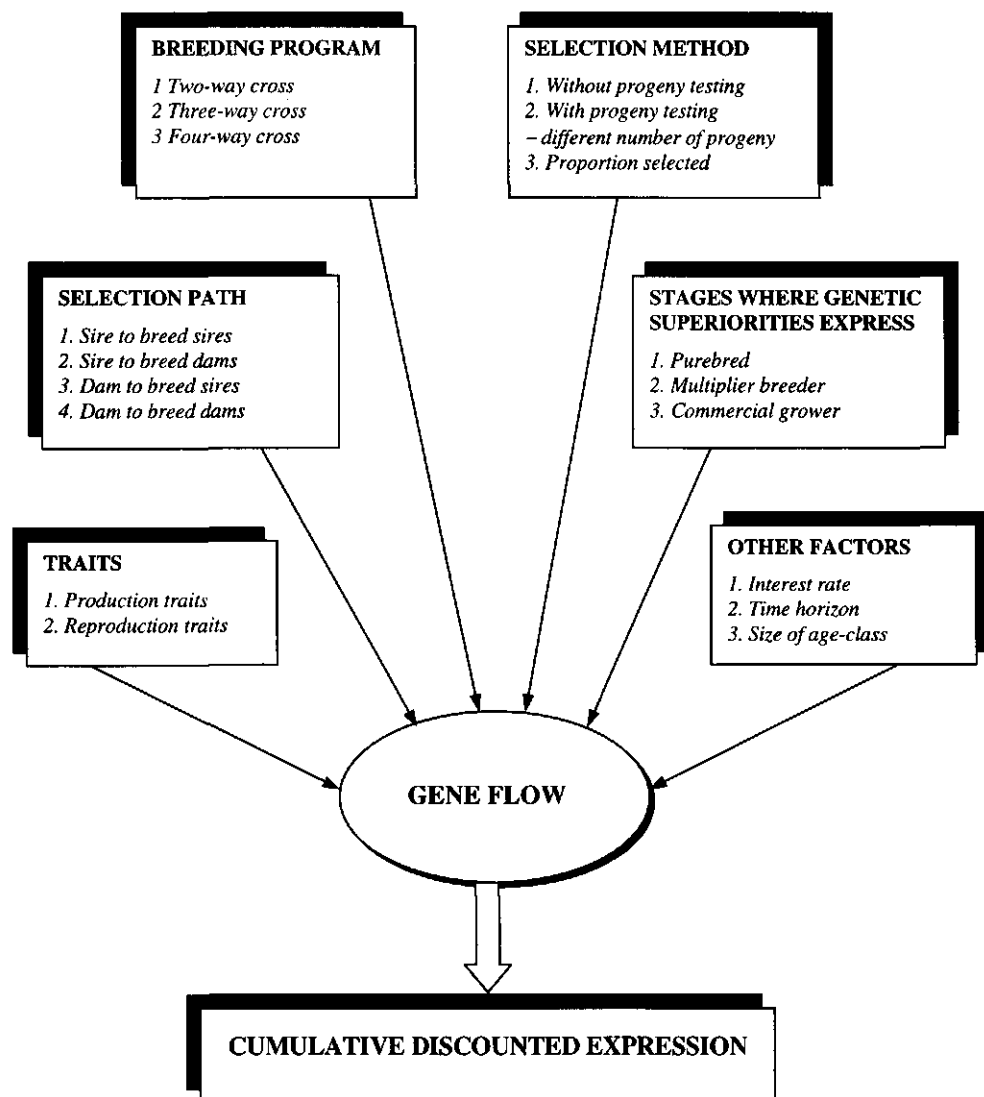 BREEDING PROGRAM
1 Two-way cross
2 Three-way cross
3 Four-way cross
SELECTION METHOD
1. Without progeny testing
2. With progeny testing
– different number of progeny
3. Proportion selected
SELECTION PATH
1. Sire to breed sires
2. Sire to breed dams
3. Dam to breed sires
4. Dam to breed dams
STAGES WHERE GENETIC
SUPERIORITIES EXPRESS
1. Purebred
2. Multiplier breeder
3. Commercial grower
TRAITS
1. Production traits
2. Reproduction traits
OTHER FACTORS
1. Interest rate
2. Time horizon
3. Size of age-class
GENE FLOW
CUMULATIVE DISCOUNTED EXPRESSION